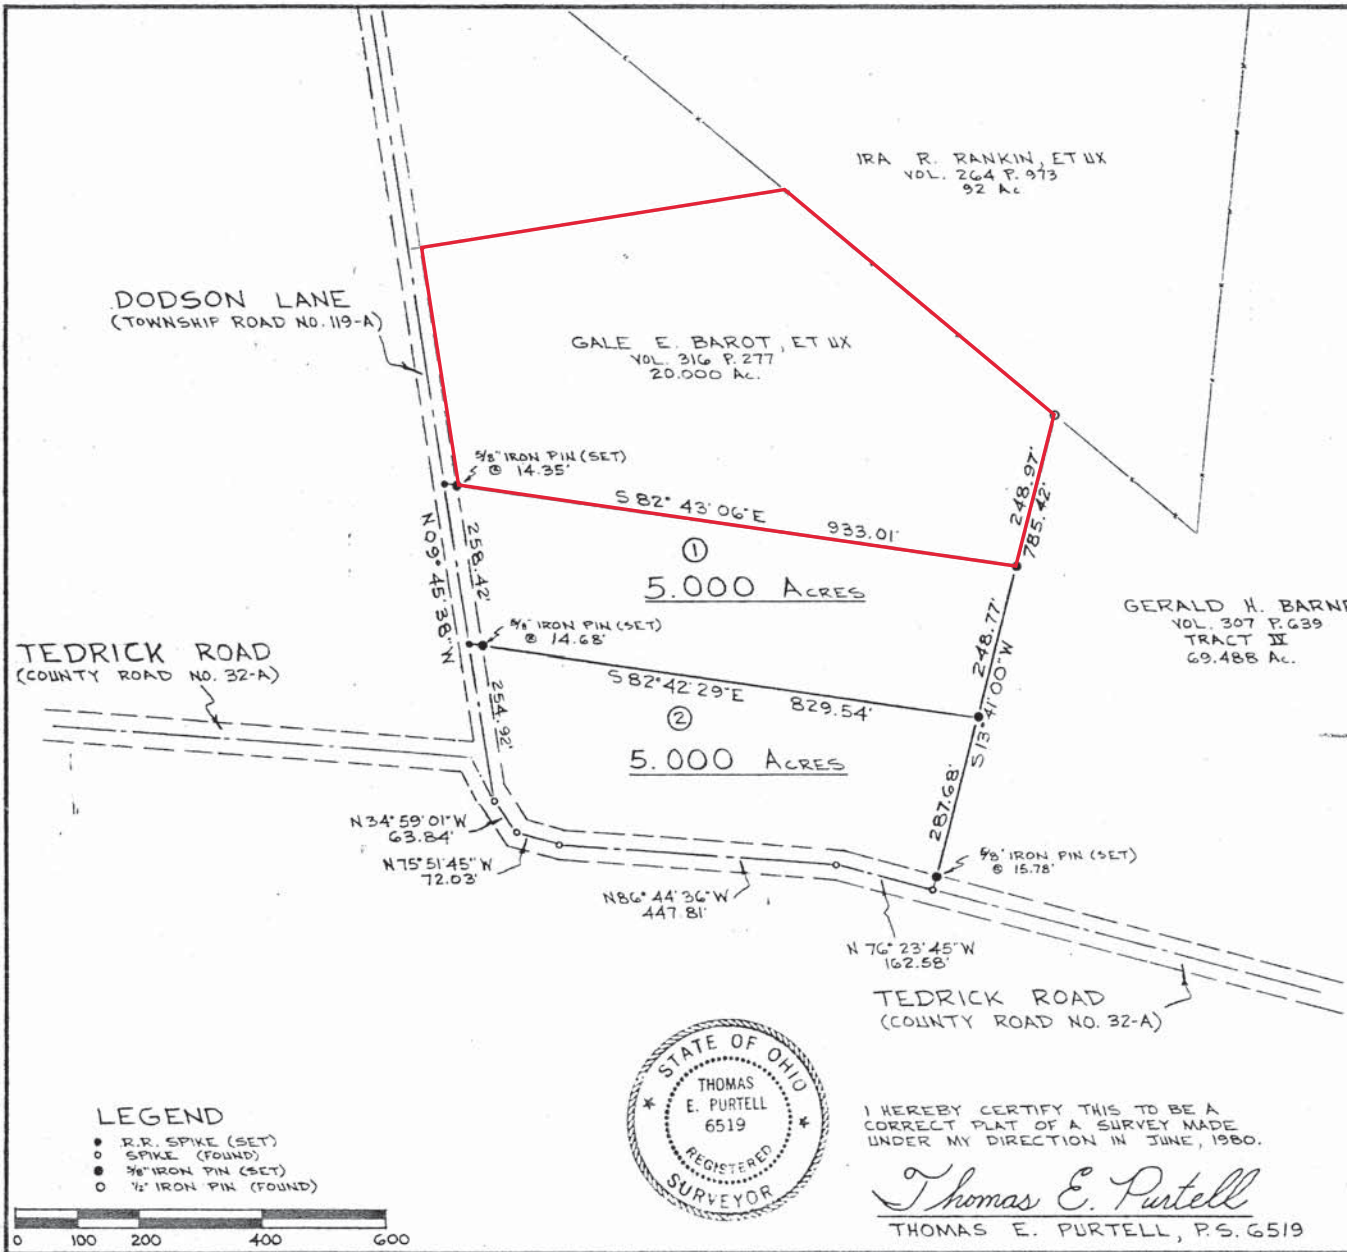 IRA R. RANKIN, ET UX
VOL. 264 P. 973
92 Ac.
DODSON LANE
(TOWNSHIP ROAD NO. 119-A)
GALE E. BAROT, ET UX
VOL. 316 P. 277
20.000 Ac.
5/8" IRON PIN (SET)
@ 14.35'
S 82° 43' 06" E
933.01'
248.97'
785.42'
N 09° 45' 38" W
258.42'
1
5.000 ACRES
GERALD H. BARNE
VOL. 307 P. 639
TRACT IV
69.488 Ac.
5/8" IRON PIN (SET)
@ 14.68'
248.77'
S 13° 41' 00" W
TEDRICK ROAD
(COUNTY ROAD NO. 32-A)
S 82° 42' 29" E
829.54'
254.92'
2
5.000 ACRES
287.68'
N 34° 59' 01" W
63.84'
N 75° 51' 45" W
72.03'
5/8" IRON PIN (SET)
@ 15.78'
N 86° 44' 36" W
447.81'
N 76° 23' 45" W
162.58'
TEDRICK ROAD
(COUNTY ROAD NO. 32-A)
STATE OF OHIO
THOMAS
E. PURTELL
6519
REGISTERED
SURVEYOR
LEGEND
R.R. SPIKE (SET)
SPIKE (FOUND)
5/8" IRON PIN (SET)
1/2" IRON PIN (FOUND)
0 100 200 400 600
I HEREBY CERTIFY THIS TO BE A
CORRECT PLAT OF A SURVEY MADE
UNDER MY DIRECTION IN JUNE, 1980.
Thomas E. Purtell
THOMAS E. PURTELL, P.S. 6519